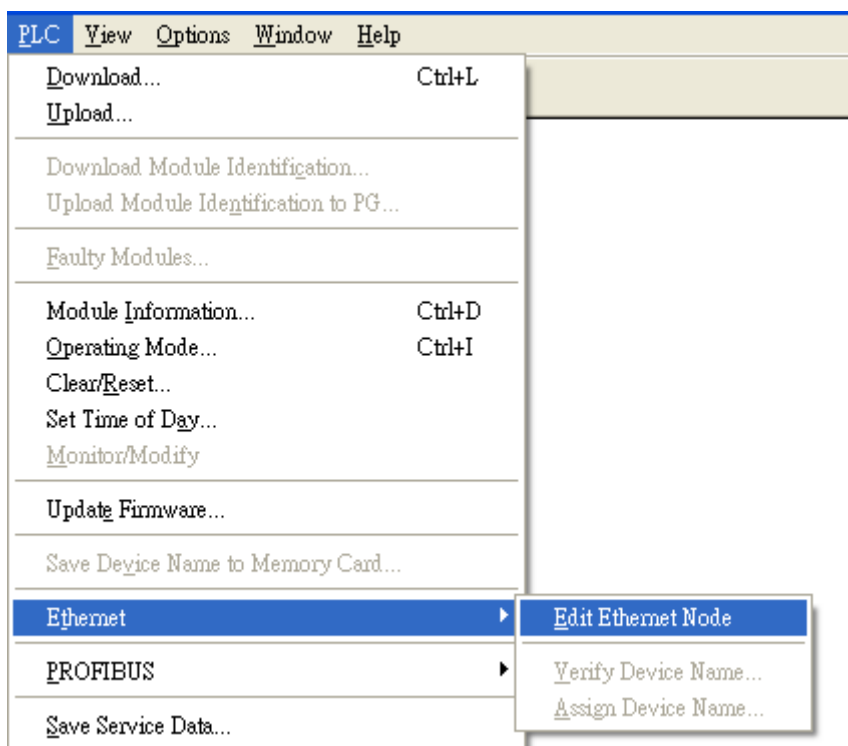 PLC View Options Window Help
Download... Ctrl+L
Upload...
Download Module Identification...
Upload Module Identification to PG...
Faulty Modules...
Module Information... Ctrl+D
Operating Mode... Ctrl+I
Clear/Reset...
Set Time of Day...
Monitor/Modify
Update Firmware...
Save Device Name to Memory Card...
Ethernet
Edit Ethernet Node
PROFIBUS
Verify Device Name...
Assign Device Name...
Save Service Data...